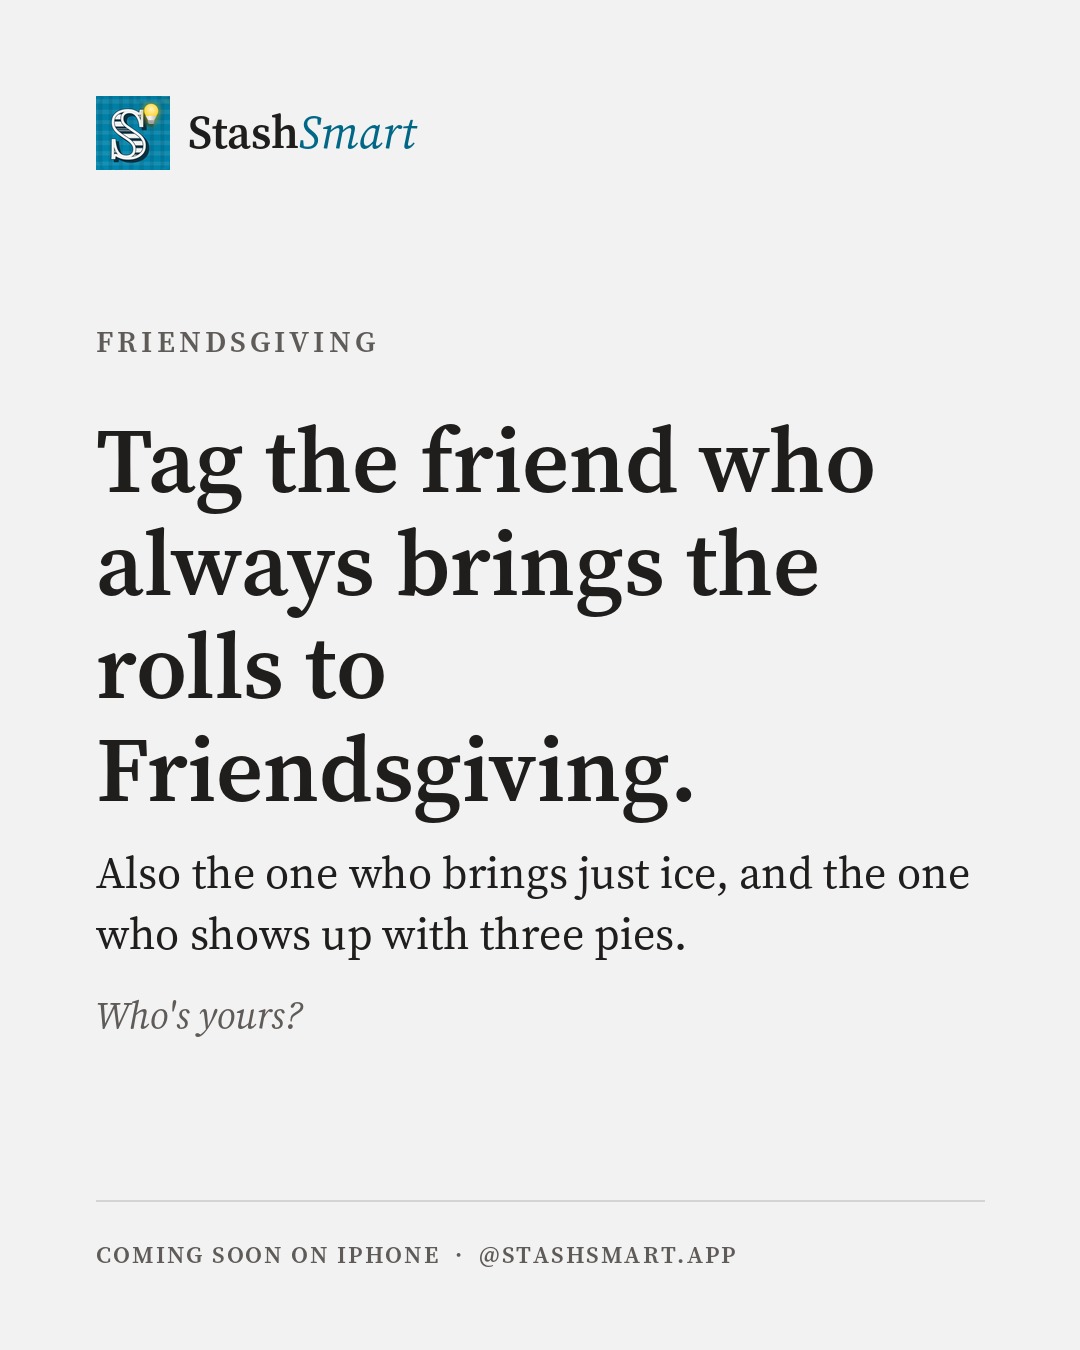 S
StashSmart
FRIENDSGIVING
Tag the friend who
always brings the
rolls to
Friendsgiving.
Also the one who brings just ice, and the one
who shows up with three pies.
Who's yours?
COMING SOON ON IPHONE · @STASHSMART.APP